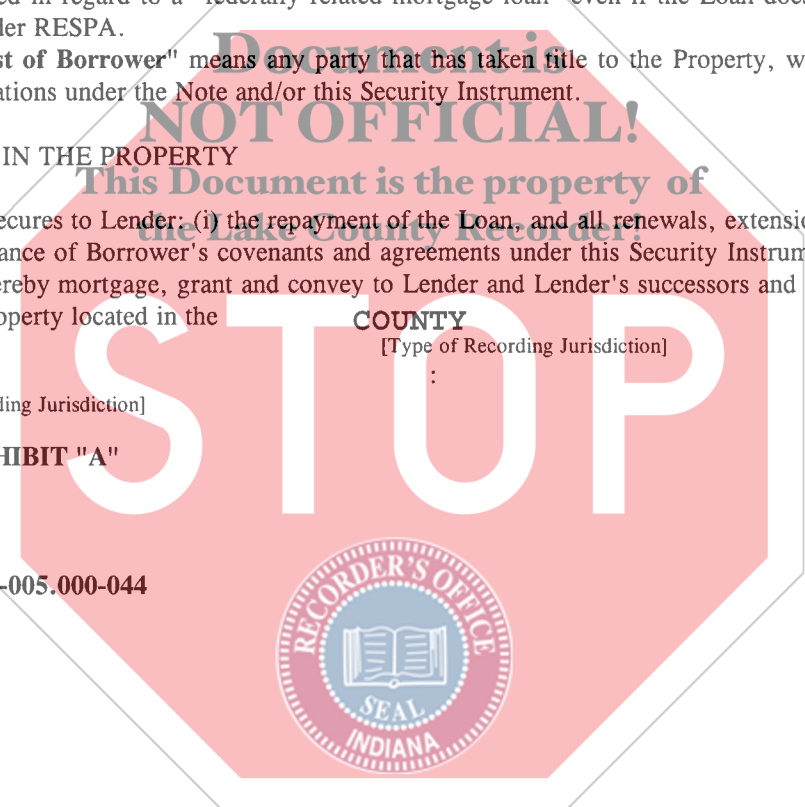 ed in regard to a "federally related mortgage loan" even if the Loan does
der RESPA.
st of Borrower" means any party that has taken title to the Property, w
ations under the Note and/or this Security Instrument.
Document is
NOT OFFICIAL!
This Document is the property of
the Lake County Recorder!
IN THE PROPERTY
ecures to Lender: (i) the repayment of the Loan, and all renewals, extensio
ance of Borrower's covenants and agreements under this Security Instrum
ereby mortgage, grant and convey to Lender and Lender's successors and
operty located in the COUNTY
[Type of Recording Jurisdiction]
:
ding Jurisdiction]
HIBIT "A"
STOP
-005.000-044
RECORDER'S OFFICE
SEAL
INDIANA